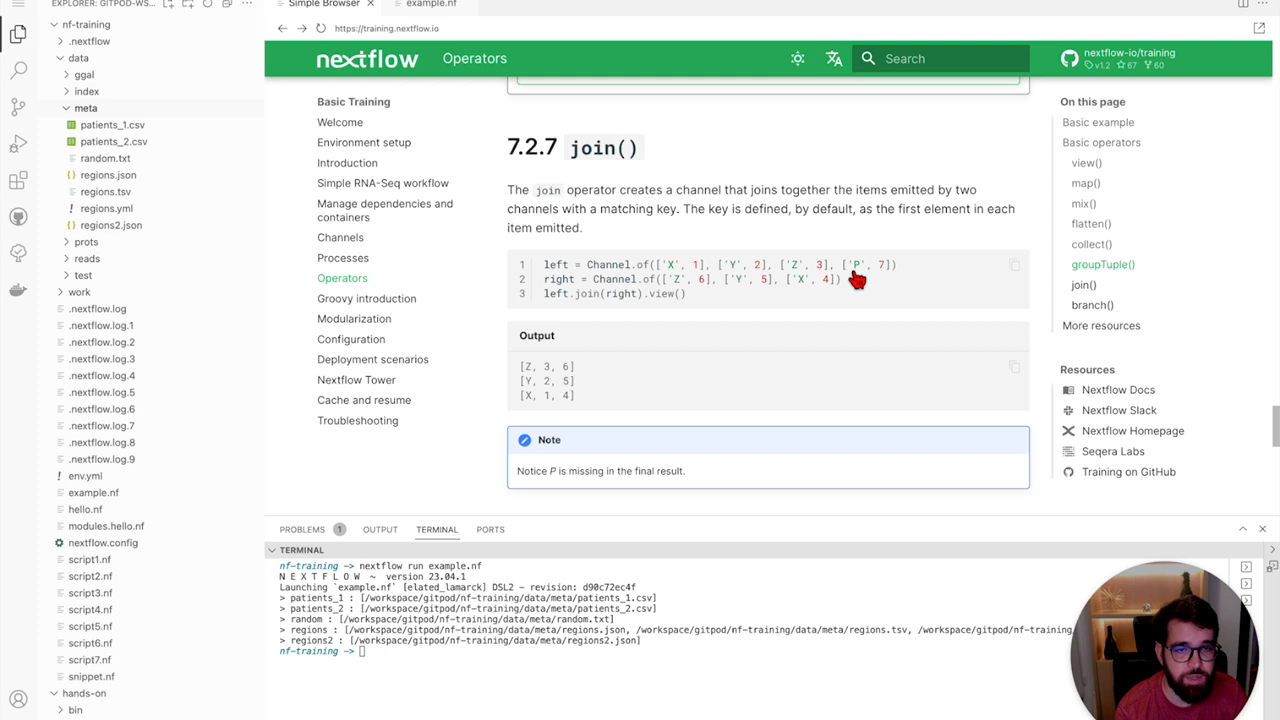 EXPLORER: GITPOD-WS...
nf-training
.nextflow
data
ggal
index
meta
patients_1.csv
patients_2.csv
random.txt
regions.json
regions.tsv
regions.yml
regions2.json
prots
reads
test
work
.nextflow.log
.nextflow.log.1
.nextflow.log.2
.nextflow.log.3
.nextflow.log.4
.nextflow.log.5
.nextflow.log.6
.nextflow.log.7
.nextflow.log.8
.nextflow.log.9
env.yml
example.nf
hello.nf
modules.hello.nf
nextflow.config
script1.nf
script2.nf
script3.nf
script4.nf
script5.nf
script6.nf
script7.nf
snippet.nf
hands-on
bin
Simple Browser
example.nf
https://training.nextflow.io
nextflow
Operators
Search
nextflow-io/training
v1.2 67 60
Basic Training
Welcome
Environment setup
Introduction
Simple RNA-Seq workflow
Manage dependencies and
containers
Channels
Processes
Operators
Groovy introduction
Modularization
Configuration
Deployment scenarios
Nextflow Tower
Cache and resume
Troubleshooting
7.2.7 join()
The join operator creates a channel that joins together the items emitted by two
channels with a matching key. The key is defined, by default, as the first element in each
item emitted.
1 left = Channel.of(['X', 1], ['Y', 2], ['Z', 3], ['P', 7])
2 right = Channel.of(['Z', 6], ['Y', 5], ['X', 4])
3 left.join(right).view()
Output
[Z, 3, 6]
[Y, 2, 5]
[X, 1, 4]
Note
Notice P is missing in the final result.
On this page
Basic example
Basic operators
view()
map()
mix()
flatten()
collect()
groupTuple()
join()
branch()
More resources
Resources
Nextflow Docs
Nextflow Slack
Nextflow Homepage
Seqera Labs
Training on GitHub
PROBLEMS 1 OUTPUT TERMINAL PORTS
TERMINAL
nf-training -> nextflow run example.nf
N E X T F L O W ~ version 23.04.1
Launching `example.nf` [elated_lamarck] DSL2 - revision: d90c72ec4f
> patients_1 : [/workspace/gitpod/nf-training/data/meta/patients_1.csv]
> patients_2 : [/workspace/gitpod/nf-training/data/meta/patients_2.csv]
> random : [/workspace/gitpod/nf-training/data/meta/random.txt]
> regions : [/workspace/gitpod/nf-training/data/meta/regions.json, /workspace/gitpod/nf-training/data/meta/regions.tsv, /workspace/gitpod/nf-training/
> regions2 : [/workspace/gitpod/nf-training/data/meta/regions2.json]
nf-training ->